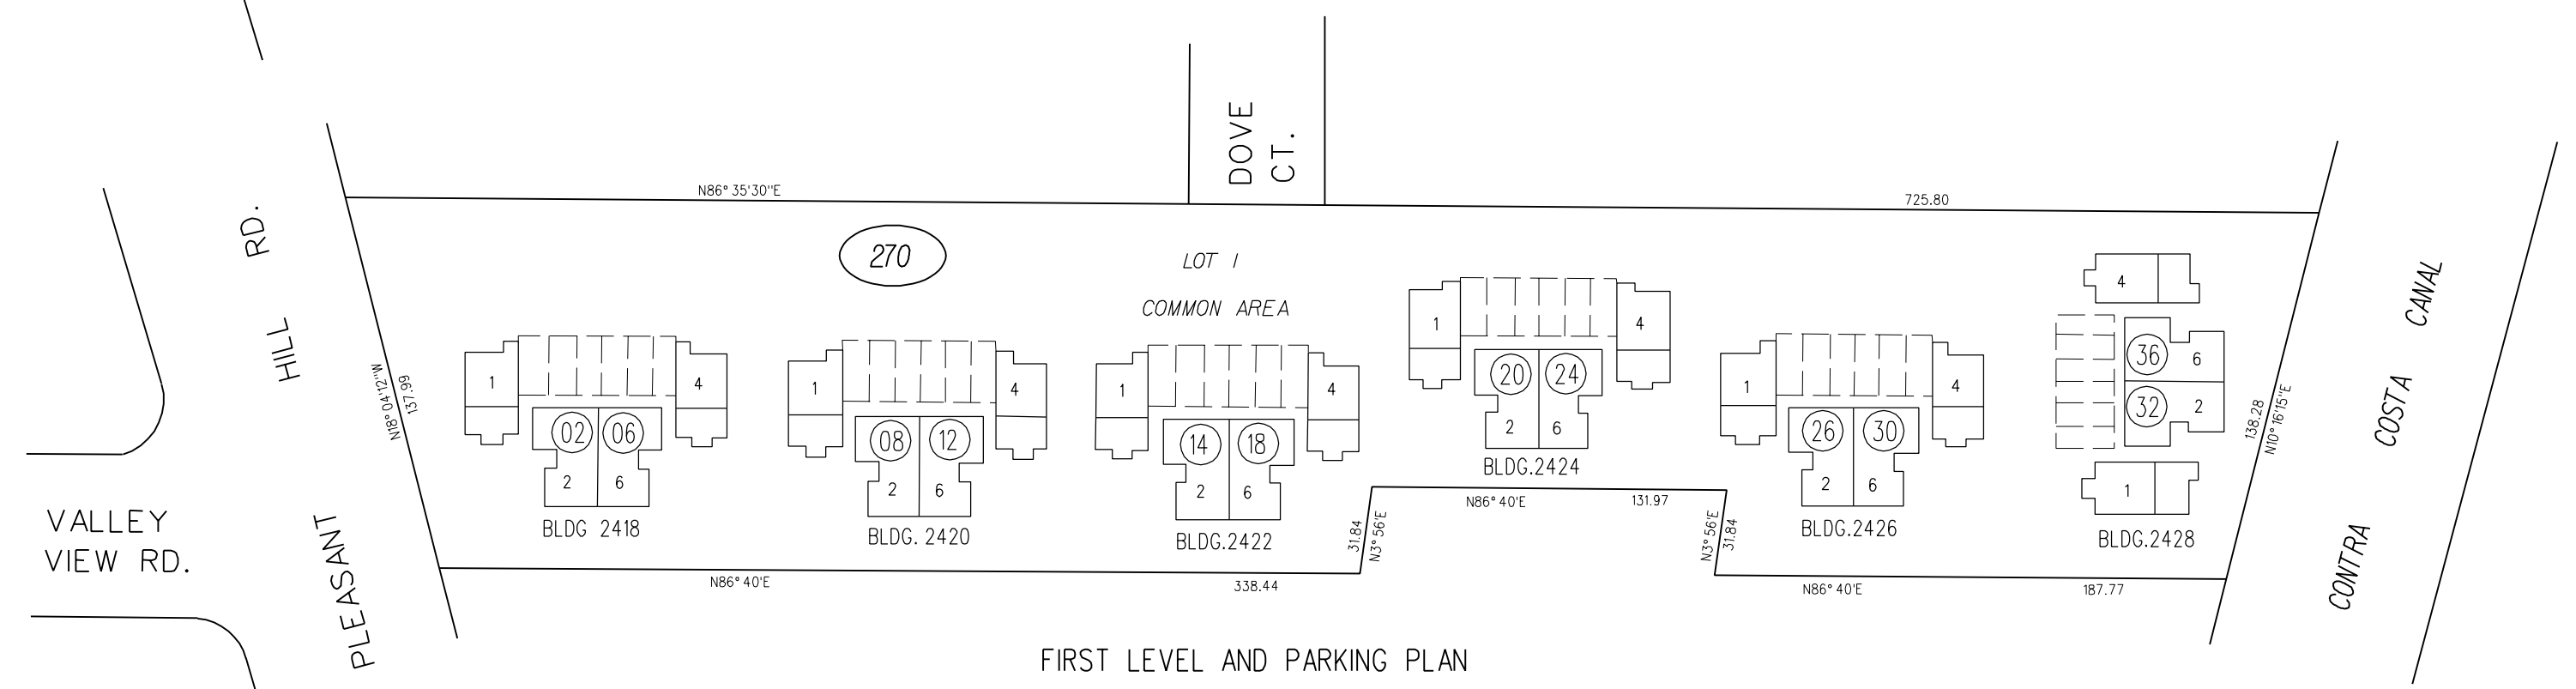 DOVE
CT.
N86° 35'30"E
725.80
PLEASANT HILL RD.
N18° 04'12"W
137.99
270
LOT 1
COMMON AREA
VALLEY
VIEW RD.
1
4
02 06
2 6
BLDG 2418
1
4
08 12
2 6
BLDG. 2420
1
4
14 18
2 6
BLDG.2422
1
4
20 24
2 6
BLDG.2424
1
4
26 30
2 6
BLDG.2426
4
36 6
32 2
1
BLDG.2428
138.28
N10° 16'15"E
CONTRA COSTA CANAL
N86° 40'E
338.44
31.84
N3° 56'E
N86° 40'E
131.97
N3° 56'E
31.84
N86° 40'E
187.77
FIRST LEVEL AND PARKING PLAN